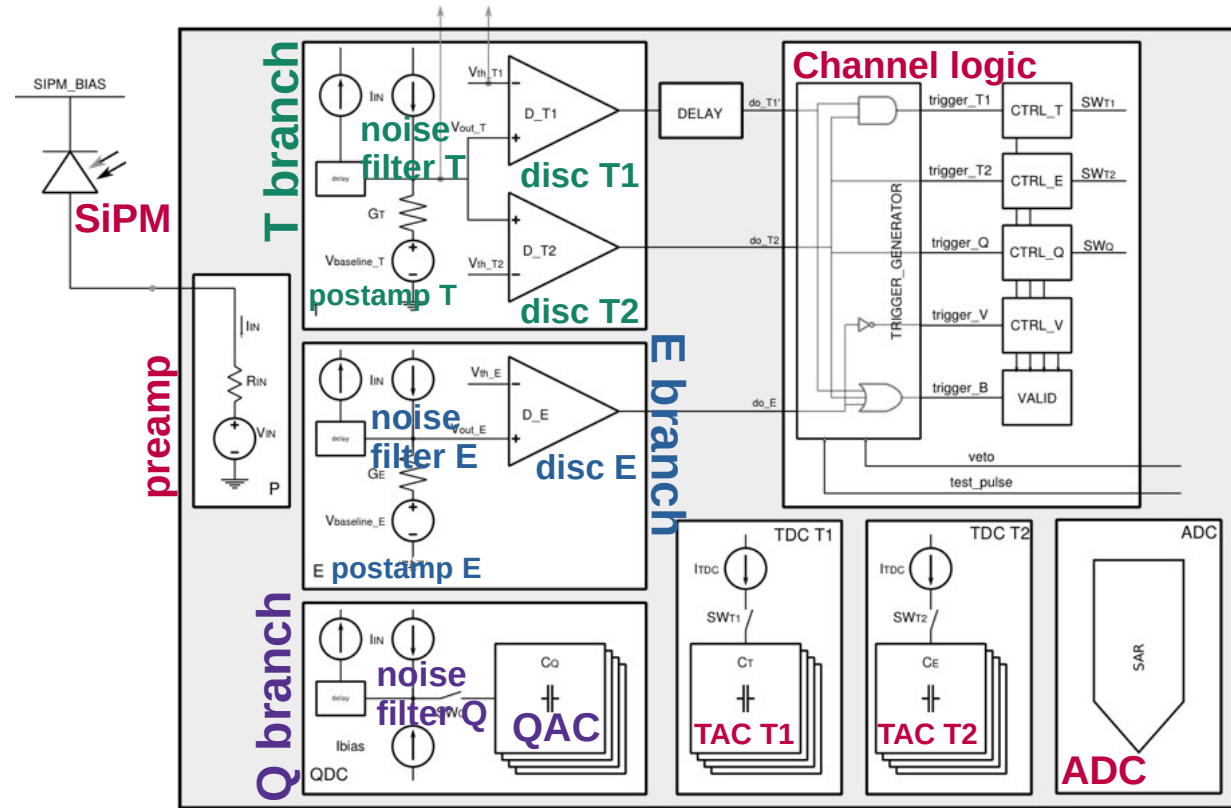 SIPM_BIAS
SiPM
preamp
IIN
RIN
VIN
P
T branch
IIN
noise
filter T
delay
Vth_T1
Vout_T
D_T1
disc T1
GT
Vbaseline_T
postamp T
Vth_T2
D_T2
disc T2
DELAY
do_T1'
do_T2
E branch
IIN
noise
filter E
delay
Vth_E
Vout_E
D_E
disc E
GE
Vbaseline_E
E
postamp E
do_E
Q branch
IIN
noise
filter Q
delay
Ibias
QDC
CQ
QAC
Channel logic
TRIGGER_GENERATOR
trigger_T1
CTRL_T
SWT1
trigger_T2
CTRL_E
SWT2
trigger_Q
CTRL_Q
SWQ
trigger_V
CTRL_V
trigger_B
VALID
veto
test_pulse
TDC T1
ITDC
SWT1
CT
TAC T1
TDC T2
ITDC
SWT2
CE
TAC T2
ADC
SAR
ADC